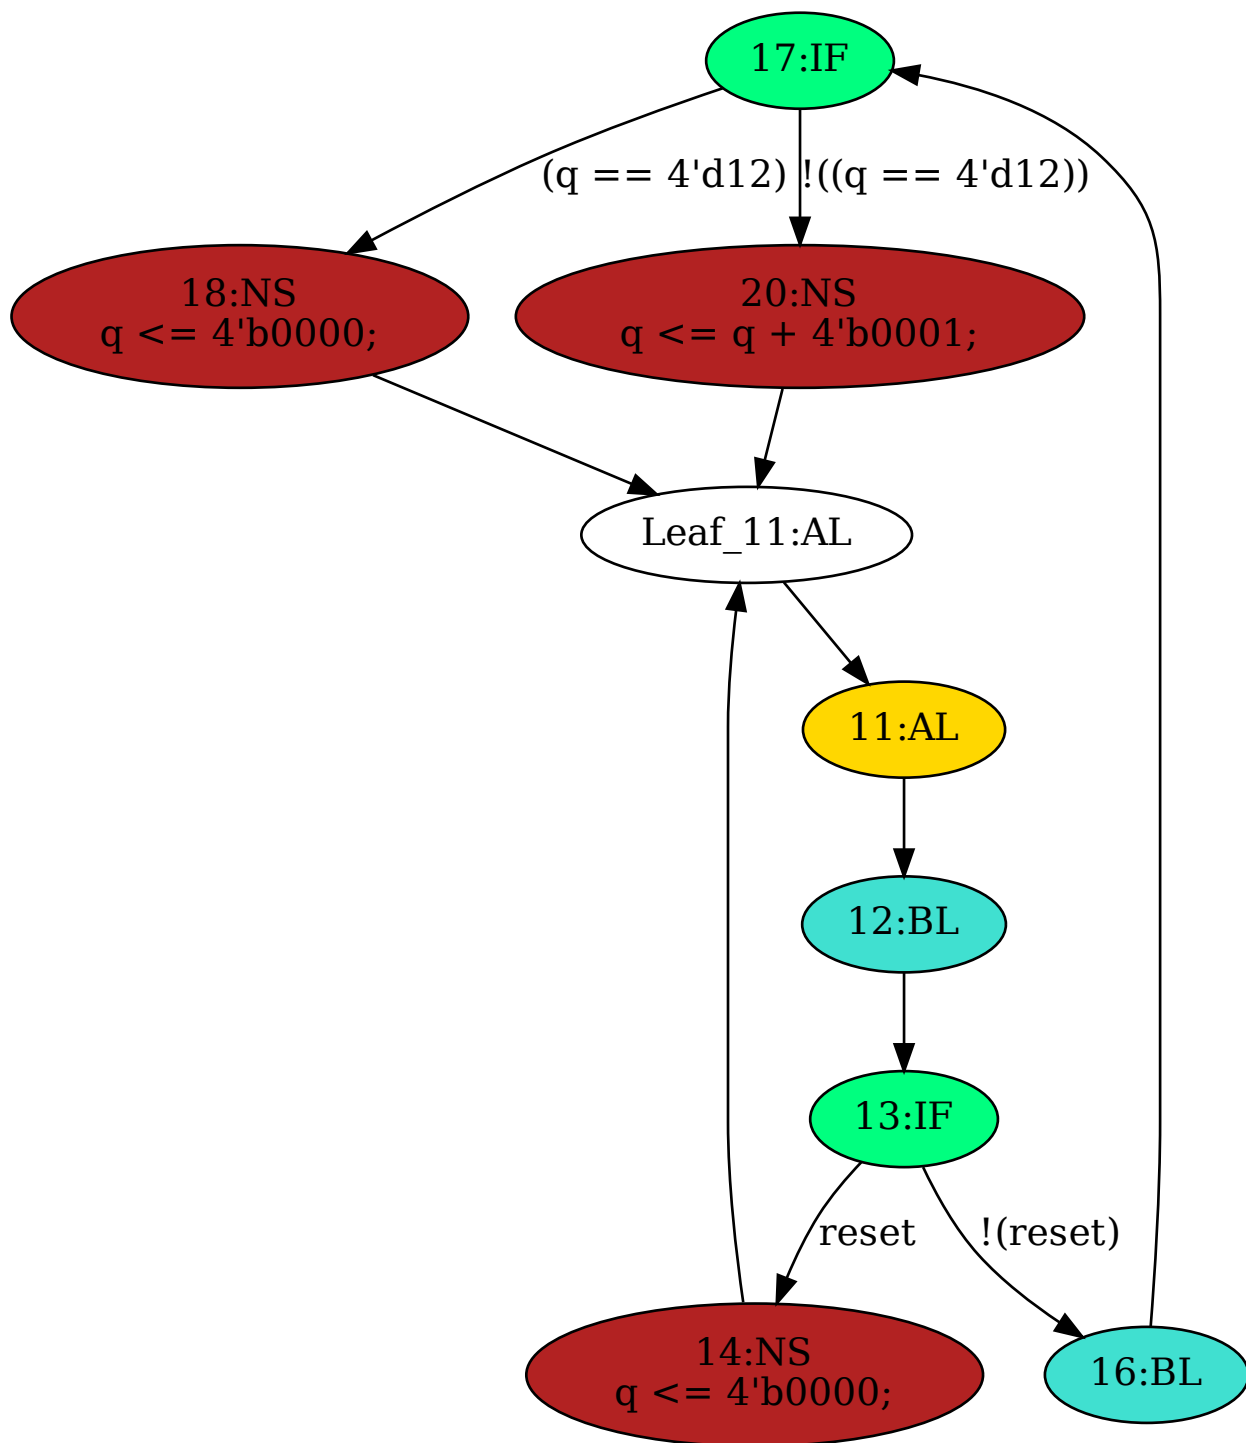 17:IF
(q == 4'd12)
!((q == 4'd12))
18:NS
q <= 4'b0000;
20:NS
q <= q + 4'b0001;
Leaf_11:AL
11:AL
12:BL
13:IF
reset
!(reset)
14:NS
q <= 4'b0000;
16:BL